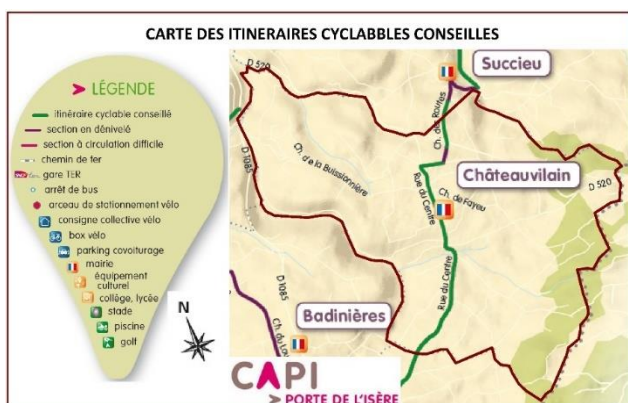 CARTE DES ITINERAIRES CYCLABBLES CONSEILLES
LÉGENDE
itinéraire cyclable conseillé
section en dénivelé
section à circulation difficile
chemin de fer
gare TER
arrêt de bus
arceau de stationnement vélo
consigne collective vélo
box vélo
parking covoiturage
mairie
équipement
culturel
collège, lycée
stade
piscine
golf
N
D 520
Succieu
Ch. des Routes
Châteauvilain
D 1085
Ch. de la Buissionnière
Rue du Centre
Ch. de Fayeu
D 520
Rue du Centre
D 1085
Badinières
CAPI
PORTE DE L'ISÈRE